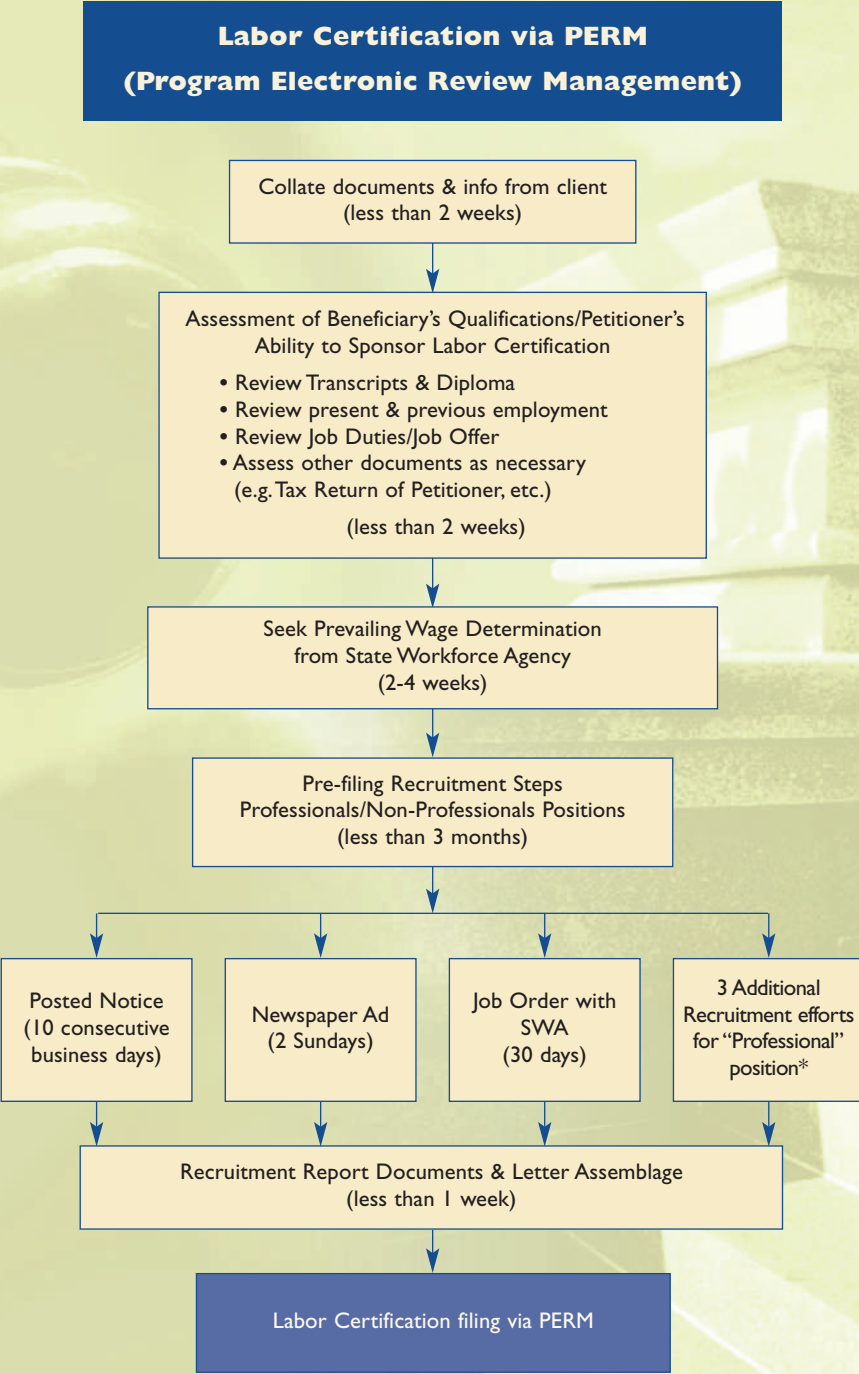 Labor Certification via PERM
(Program Electronic Review Management)
Collate documents & info from client
(less than 2 weeks)
Assessment of Beneficiary's Qualifications/Petitioner's
Ability to Sponsor Labor Certification
• Review Transcripts & Diploma
• Review present & previous employment
• Review Job Duties/Job Offer
• Assess other documents as necessary
(e.g. Tax Return of Petitioner, etc.)
(less than 2 weeks)
Seek Prevailing Wage Determination
from State Workforce Agency
(2-4 weeks)
Pre-filing Recruitment Steps
Professionals/Non-Professionals Positions
(less than 3 months)
Posted Notice
(10 consecutive
business days)
Newspaper Ad
(2 Sundays)
Job Order with
SWA
(30 days)
3 Additional
Recruitment efforts
for "Professional"
position*
Recruitment Report Documents & Letter Assemblage
(less than 1 week)
Labor Certification filing via PERM